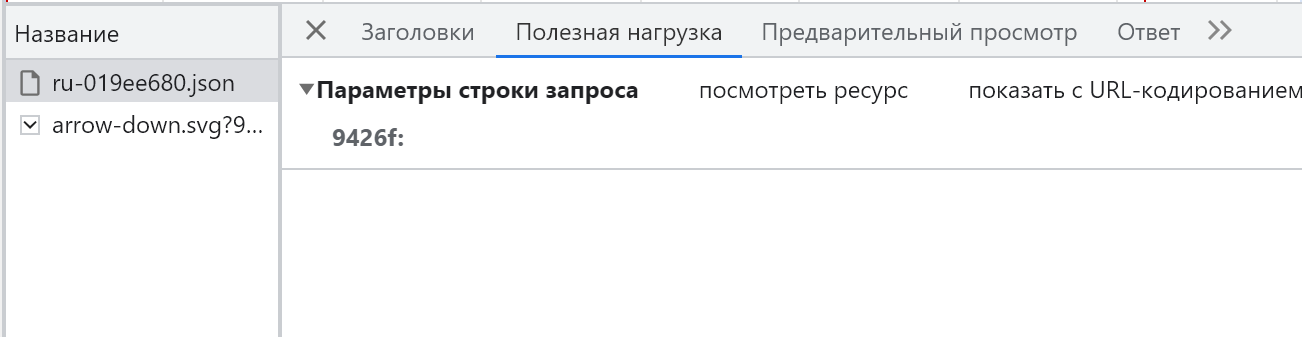 Название
Заголовки Полезная нагрузка Предварительный просмотр Ответ
ru-019ee680.json
Параметры строки запроса посмотреть ресурс показать с URL-кодированием
arrow-down.svg?9...
9426f: